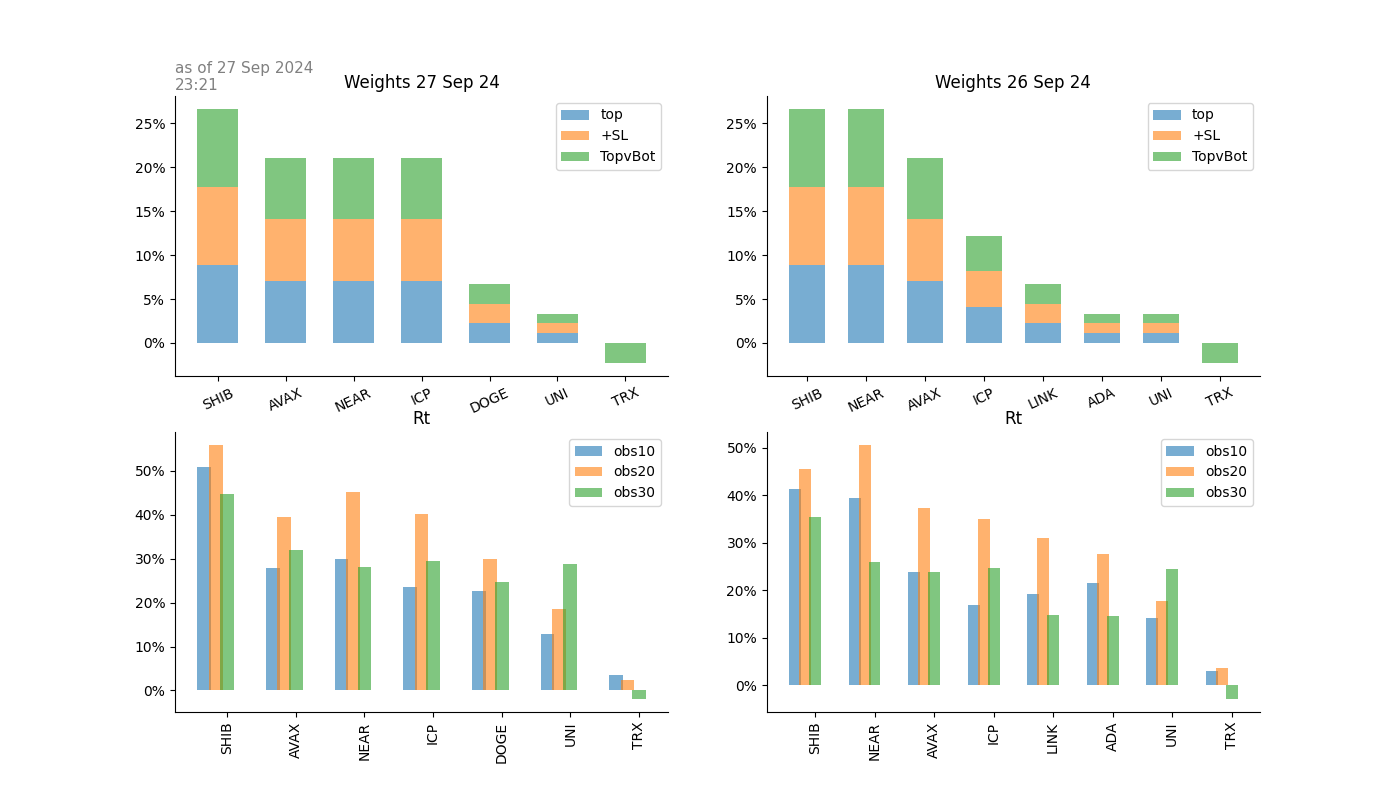 as of 27 Sep 2024
23:21
Weights 27 Sep 24
25%
20%
15%
10%
5%
0%
top
+SL
TopvBot
SHIB AVAX NEAR ICP DOGE UNI TRX
Weights 26 Sep 24
25%
20%
15%
10%
5%
0%
top
+SL
TopvBot
SHIB NEAR AVAX ICP LINK ADA UNI TRX
Rt
50%
40%
30%
20%
10%
0%
obs10
obs20
obs30
SHIB AVAX NEAR ICP DOGE UNI TRX
Rt
50%
40%
30%
20%
10%
0%
obs10
obs20
obs30
SHIB NEAR AVAX ICP LINK ADA UNI TRX